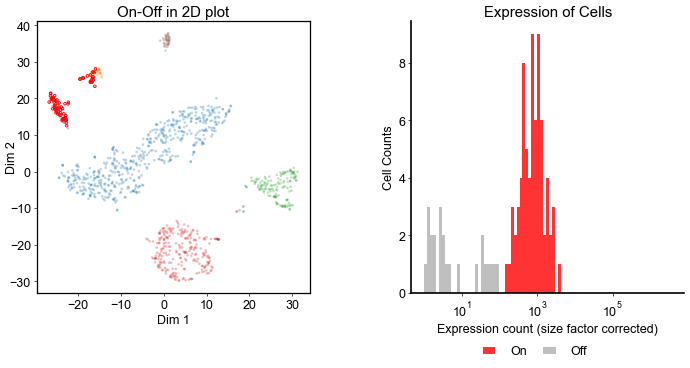 On-Off in 2D plot
40
30
20
10
0
−10
−20
−30
Dim 2
−20 −10 0 10 20 30
Dim 1
Expression of Cells
8
6
4
2
0
Cell Counts
10^1 10^3 10^5
Expression count (size factor corrected)
On Off